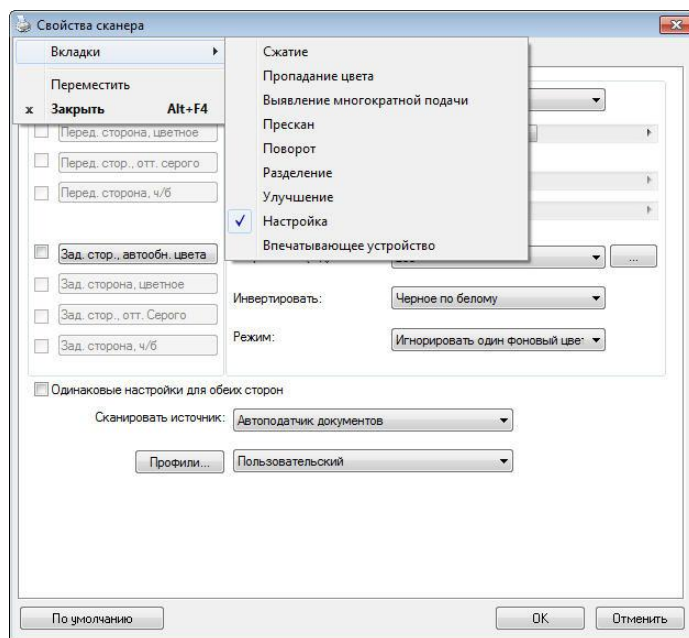 Свойства сканера
Вкладки
Переместить
x Закрыть Alt+F4
Сжатие
Пропадание цвета
Выявление многократной подачи
Прескан
Поворот
Разделение
Улучшение
Настройка
Впечатывающее устройство
Перед. сторона, цветное
Перед. стор., отт. серого
Перед. сторона, ч/б
Зад. стор., автообн. цвета
...
Зад. сторона, цветное
Инвертировать: Черное по белому
Зад. стор., отт. Серого
Режим: Игнорировать один фоновый цвет
Зад. сторона, ч/б
Одинаковые настройки для обеих сторон
Сканировать источник: Автоподатчик документов
Профили... Пользовательский
По умолчанию OK Отменить